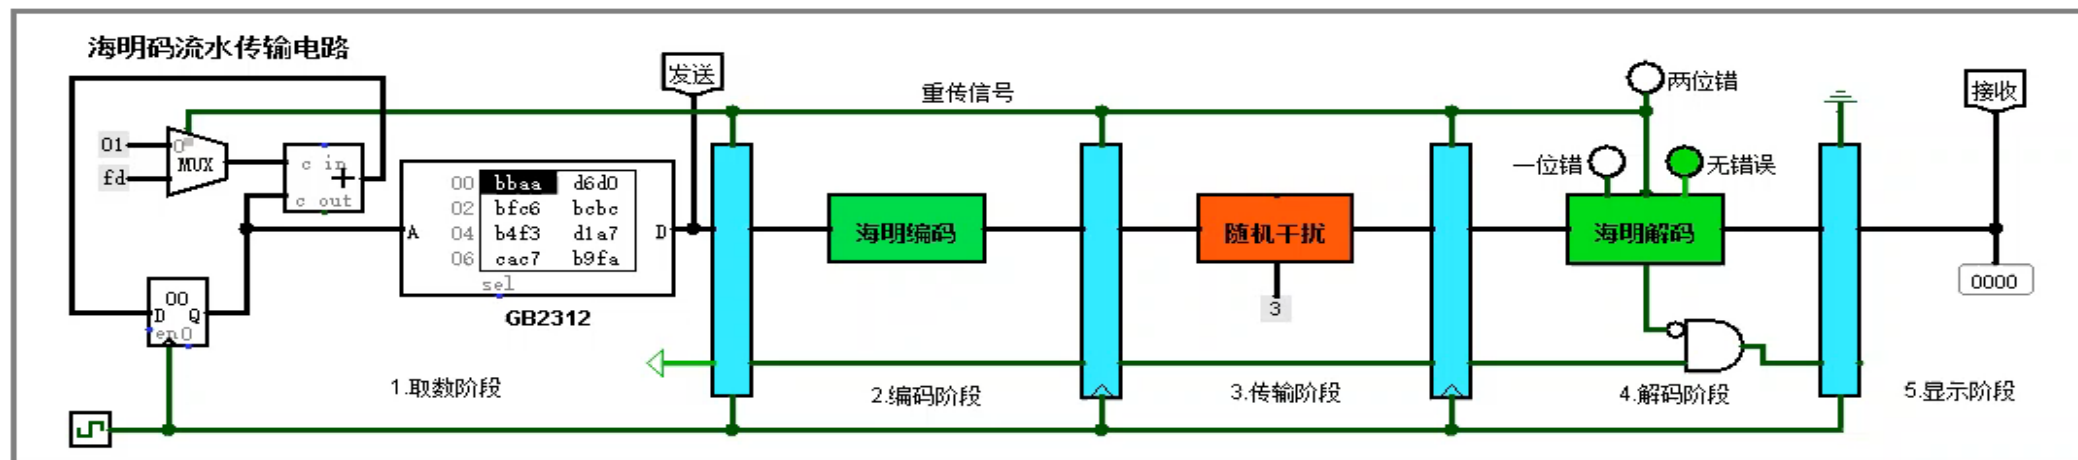 海明码流水传输电路
发送
重传信号
两位错
接收
01
0
MUX
fd
c in
+
c out
一位错
无错误
00 bbaa d6d0
02 bfc6 bcbc
A 04 b4f3 d1a7 D
06 cac7 b9fa
sel
GB2312
海明编码
随机干扰
3
海明解码
0000
00
D Q
en 0
1.取数阶段
2.编码阶段
3.传输阶段
4.解码阶段
5.显示阶段